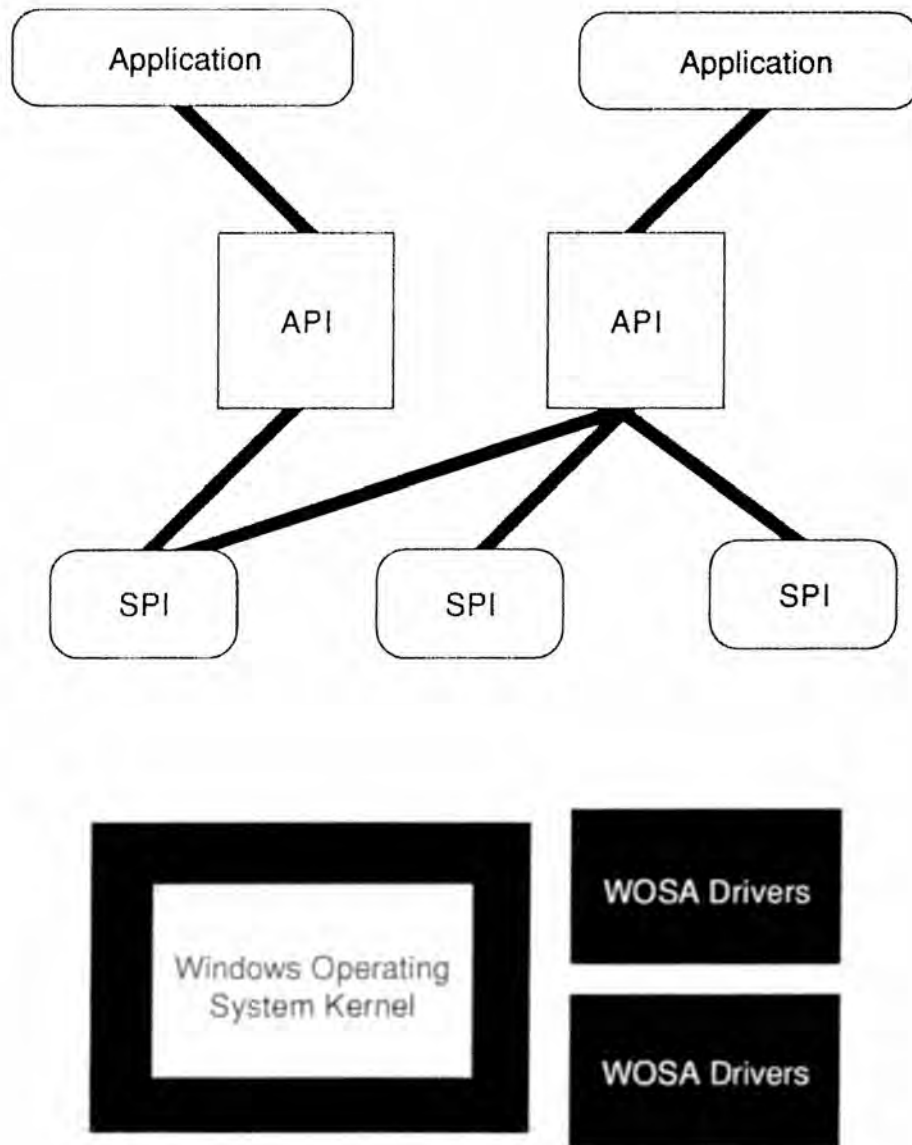 Application
Application
API
API
SPI
SPI
SPI
Windows Operating
System Kernel
WOSA Drivers
WOSA Drivers